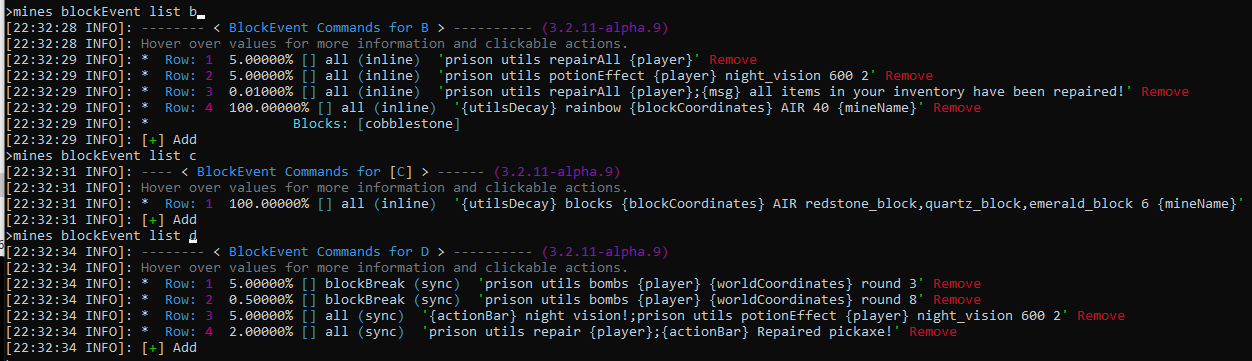 >mines blockEvent list b
[22:32:28 INFO]: -------- < BlockEvent Commands for B > ---------- (3.2.11-alpha.9)
[22:32:28 INFO]: Hover over values for more information and clickable actions.
[22:32:29 INFO]: *  Row: 1  5.00000% [] all (inline)  'prison utils repairAll {player}' Remove
[22:32:29 INFO]: *  Row: 2  5.00000% [] all (inline)  'prison utils potionEffect {player} night_vision 600 2' Remove
[22:32:29 INFO]: *  Row: 3  0.01000% [] all (inline)  'prison utils repairAll {player};{msg} all items in your inventory have been repaired!' Remove
[22:32:29 INFO]: *  Row: 4  100.00000% [] all (inline)  '{utilsDecay} rainbow {blockCoordinates} AIR 40 {mineName}' Remove
[22:32:29 INFO]: *                  Blocks: [cobblestone]
[22:32:29 INFO]: [+] Add
>mines blockEvent list c
[22:32:31 INFO]: ---- < BlockEvent Commands for [C] > ------ (3.2.11-alpha.9)
[22:32:31 INFO]: Hover over values for more information and clickable actions.
[22:32:31 INFO]: *  Row: 1  100.00000% [] all (inline)  '{utilsDecay} blocks {blockCoordinates} AIR redstone_block,quartz_block,emerald_block 6 {mineName}'
[22:32:31 INFO]: [+] Add
>mines blockEvent list d
[22:32:34 INFO]: -------- < BlockEvent Commands for D > ---------- (3.2.11-alpha.9)
[22:32:34 INFO]: Hover over values for more information and clickable actions.
[22:32:34 INFO]: *  Row: 1  5.00000% [] blockBreak (sync)  'prison utils bombs {player} {worldCoordinates} round 3' Remove
[22:32:34 INFO]: *  Row: 2  0.50000% [] blockBreak (sync)  'prison utils bombs {player} {worldCoordinates} round 8' Remove
[22:32:34 INFO]: *  Row: 3  5.00000% [] all (sync)  '{actionBar} night vision!;prison utils potionEffect {player} night_vision 600 2' Remove
[22:32:34 INFO]: *  Row: 4  2.00000% [] all (sync)  'prison utils repair {player};{actionBar} Repaired pickaxe!' Remove
[22:32:34 INFO]: [+] Add